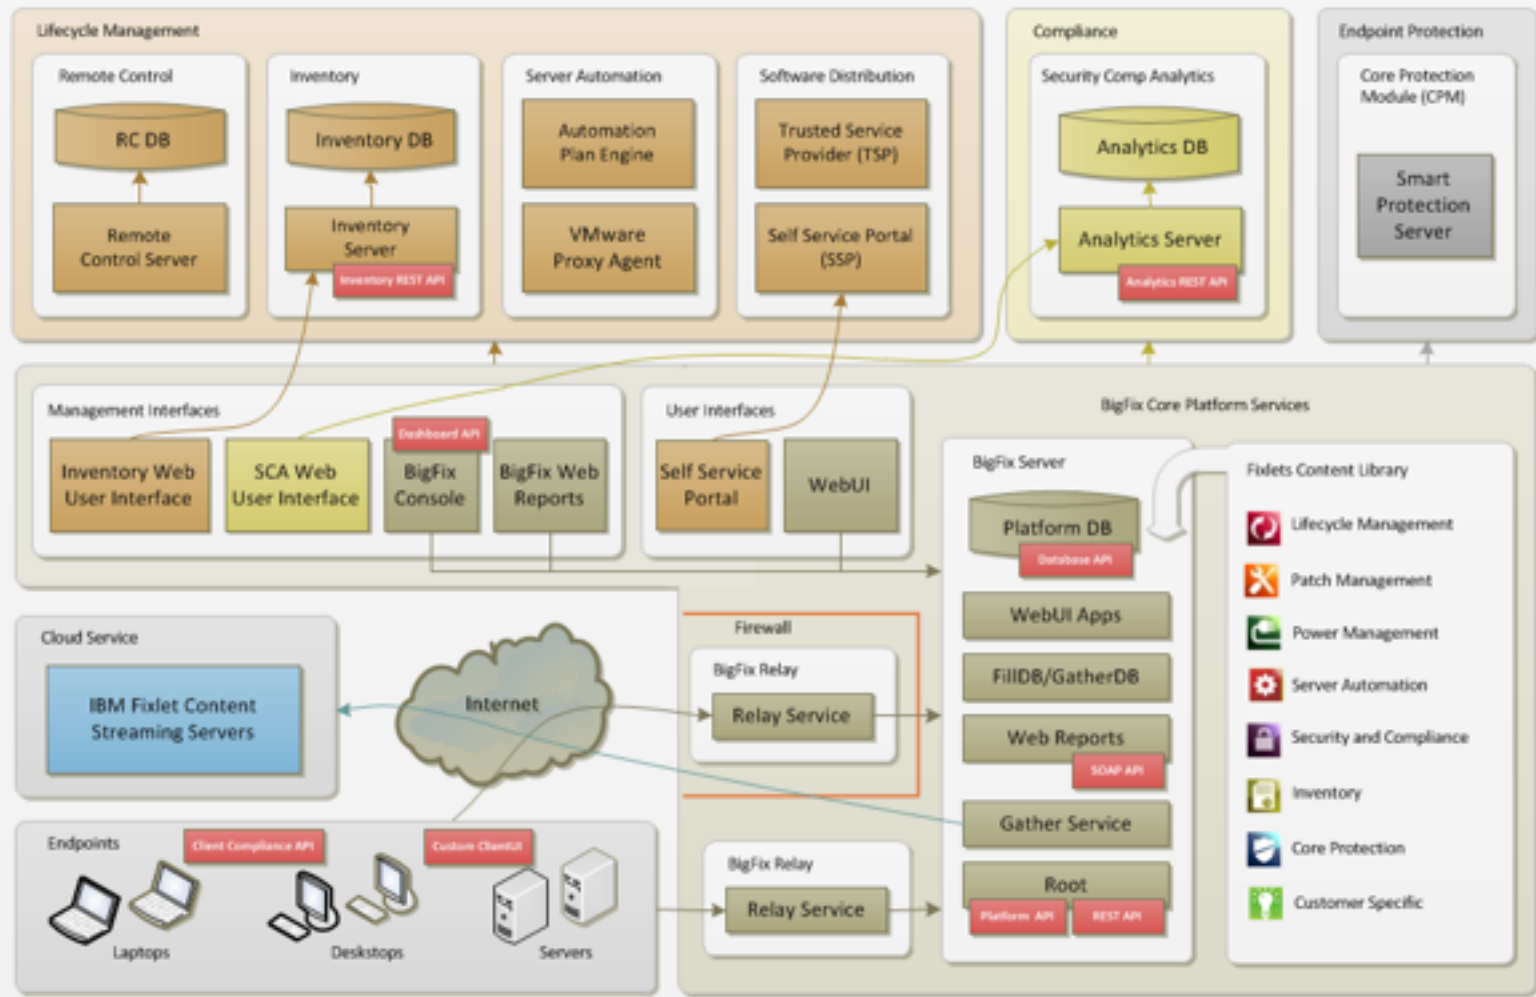 Lifecycle Management
Remote Control
RC DB
Remote
Control Server
Inventory
Inventory DB
Inventory
Server
Inventory REST API
Server Automation
Automation
Plan Engine
VMware
Proxy Agent
Software Distribution
Trusted Service
Provider (TSP)
Self Service Portal
(SSP)
Compliance
Security Comp Analytics
Analytics DB
Analytics Server
Analytics REST API
Endpoint Protection
Core Protection
Module (CPM)
Smart
Protection
Server
Management Interfaces
Inventory Web
User Interface
SCA Web
User Interface
Dashboard API
BigFix
Console
BigFix Web
Reports
User Interfaces
Self Service
Portal
WebUI
BigFix Core Platform Services
BigFix Server
Platform DB
Database API
WebUI Apps
FillDB/GatherDB
Web Reports
SOAP API
Gather Service
Root
Platform API
REST API
Fixlets Content Library
Lifecycle Management
Patch Management
Power Management
Server Automation
Security and Compliance
Inventory
Core Protection
Customer Specific
Cloud Service
IBM Fixlet Content
Streaming Servers
Internet
Firewall
BigFix Relay
Relay Service
Endpoints
Client Compliance API
Custom ClientUI
Laptops
Deskstops
Servers
BigFix Relay
Relay Service